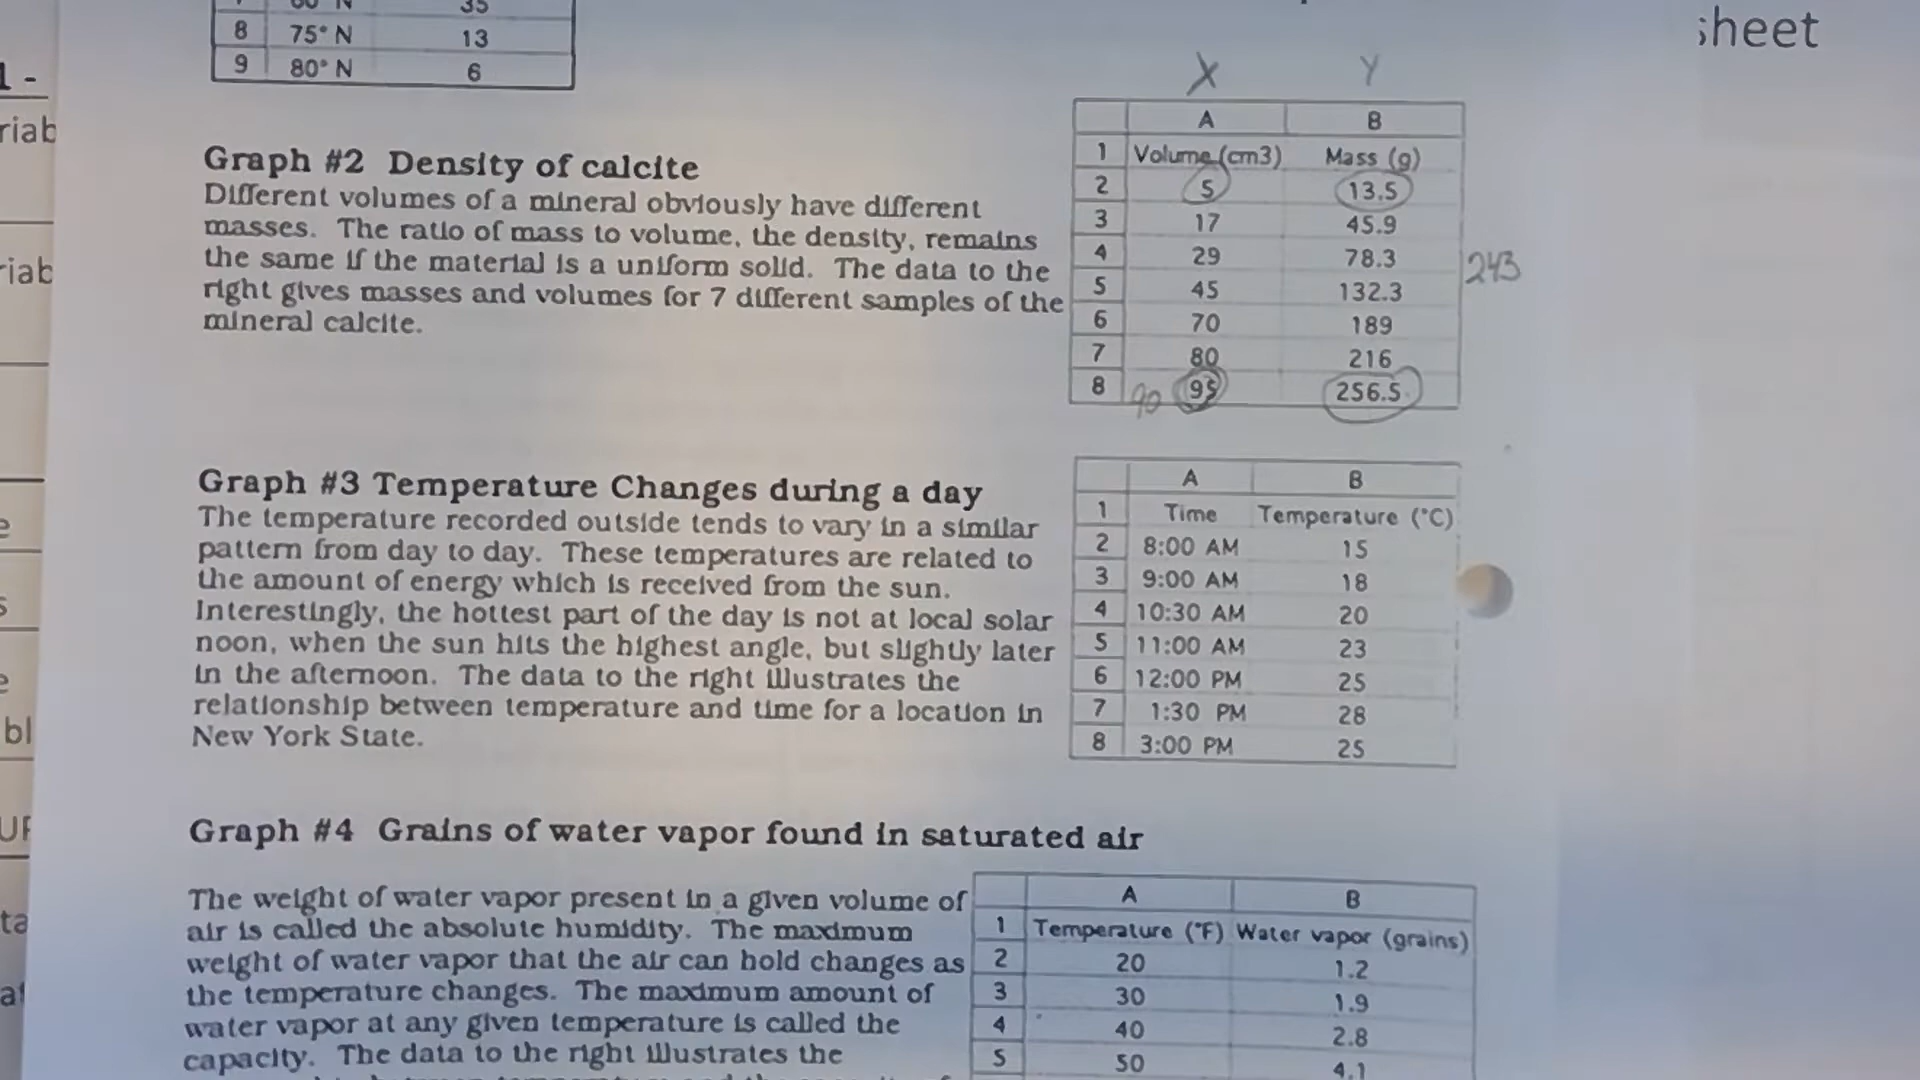 60° N 35
8 75° N 13
9 80° N 6
sheet
1 -
riab
riab
bl
ta
X Y
A B
1 Volume (cm3) Mass (g)
2 5 13.5
3 17 45.9
4 29 78.3
5 45 132.3
6 70 189
7 80 216
8 95 256.5
90
243
Graph #2 Density of calcite
Different volumes of a mineral obviously have different
masses. The ratio of mass to volume, the density, remains
the same if the material is a uniform solid. The data to the
right gives masses and volumes for 7 different samples of the
mineral calcite.
Graph #3 Temperature Changes during a day
The temperature recorded outside tends to vary in a similar
pattern from day to day. These temperatures are related to
the amount of energy which is received from the sun.
Interestingly, the hottest part of the day is not at local solar
noon, when the sun hits the highest angle, but slightly later
in the afternoon. The data to the right illustrates the
relationship between temperature and time for a location in
New York State.
A B
1 Time Temperature (°C)
2 8:00 AM 15
3 9:00 AM 18
4 10:30 AM 20
5 11:00 AM 23
6 12:00 PM 25
7 1:30 PM 28
8 3:00 PM 25
Graph #4 Grains of water vapor found in saturated air
The weight of water vapor present in a given volume of
air is called the absolute humidity. The maximum
weight of water vapor that the air can hold changes as
the temperature changes. The maximum amount of
water vapor at any given temperature is called the
capacity. The data to the right illustrates the
A B
1 Temperature (°F) Water vapor (grains)
2 20 1.2
3 30 1.9
4 40 2.8
5 50 4.1